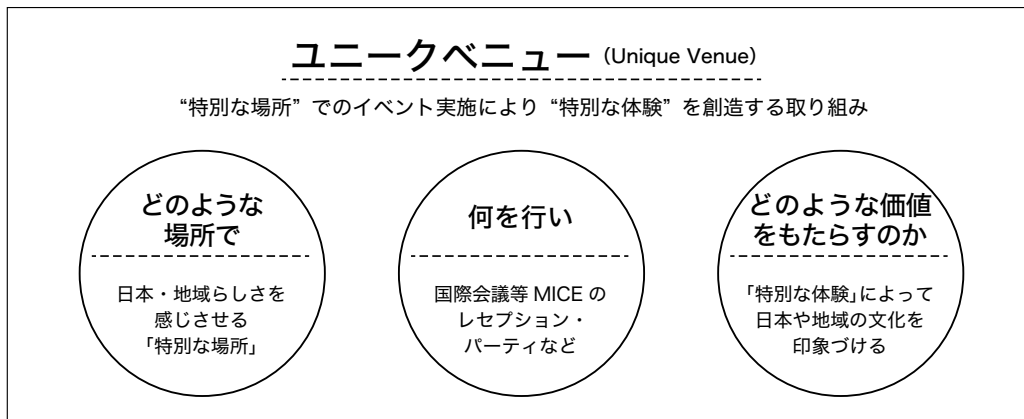 ユニークベニュー（Unique Venue）
“特別な場所”でのイベント実施により“特別な体験”を創造する取り組み
どのような
場所で
日本・地域らしさを
感じさせる
「特別な場所」
何を行い
国際会議等 MICE の
レセプション・
パーティなど
どのような価値
をもたらすのか
「特別な体験」によって
日本や地域の文化を
印象づける